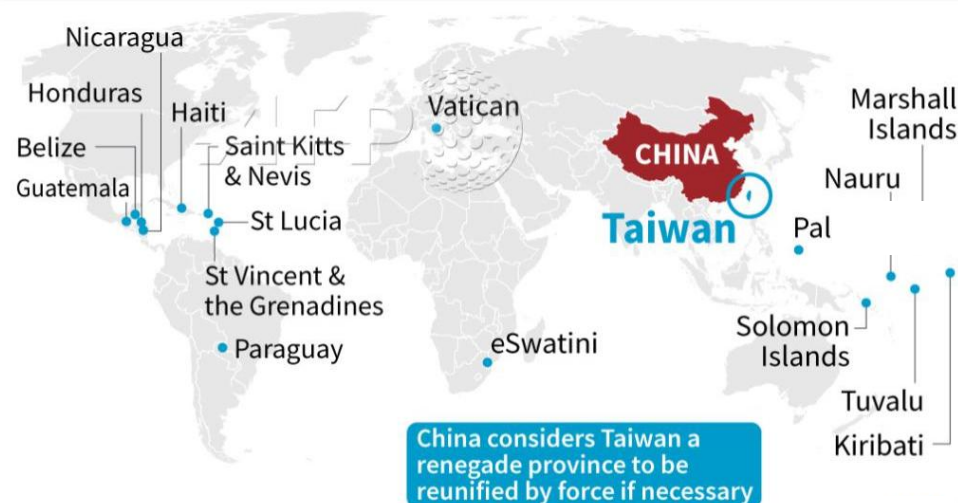 Nicaragua
Honduras
Haiti
Belize
Guatemala
Saint Kitts
& Nevis
St Lucia
St Vincent &
the Grenadines
Paraguay
Vatican
AFP
eSwatini
CHINA
Taiwan
Marshall
Islands
Nauru
Pal
Solomon
Islands
Tuvalu
Kiribati
China considers Taiwan a
renegade province to be
reunified by force if necessary